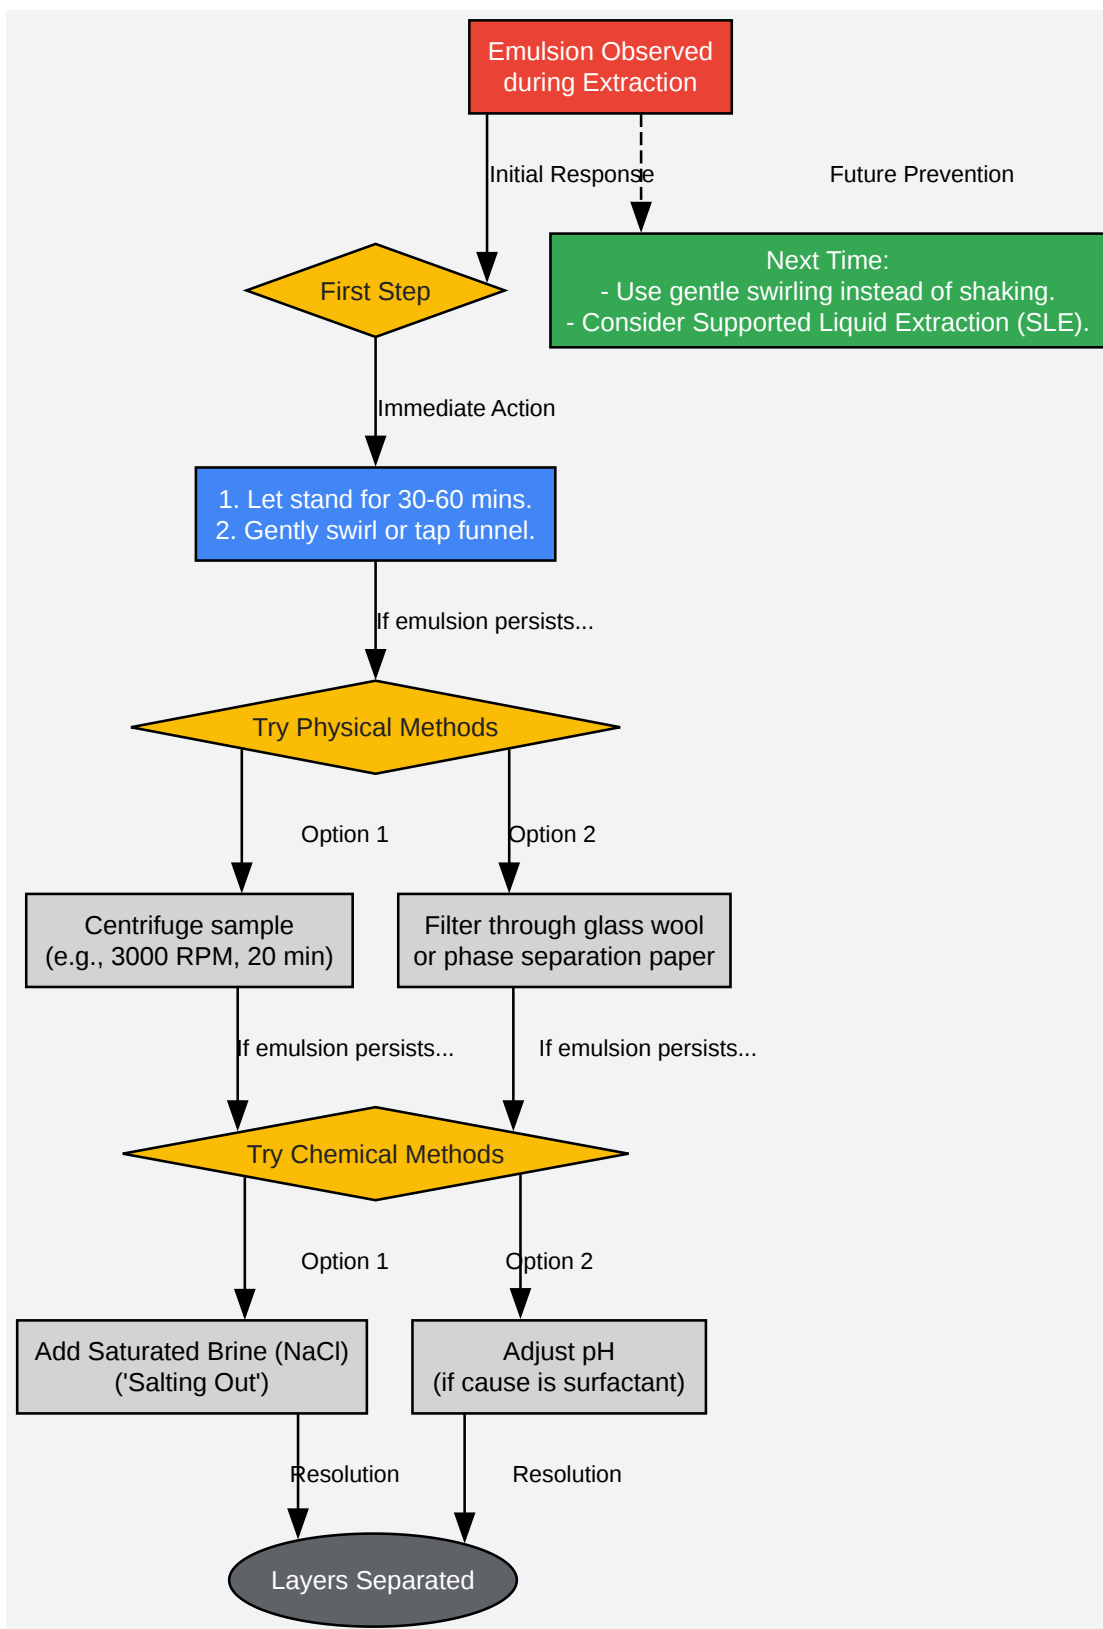 Emulsion Observed
during Extraction
Initial Response
Future Prevention
Next Time:
- Use gentle swirling instead of shaking.
- Consider Supported Liquid Extraction (SLE).
First Step
Immediate Action
1. Let stand for 30-60 mins.
2. Gently swirl or tap funnel.
If emulsion persists...
Try Physical Methods
Option 1
Option 2
Centrifuge sample
(e.g., 3000 RPM, 20 min)
Filter through glass wool
or phase separation paper
If emulsion persists...
If emulsion persists...
Try Chemical Methods
Option 1
Option 2
Add Saturated Brine (NaCl)
('Salting Out')
Adjust pH
(if cause is surfactant)
Resolution
Resolution
Layers Separated